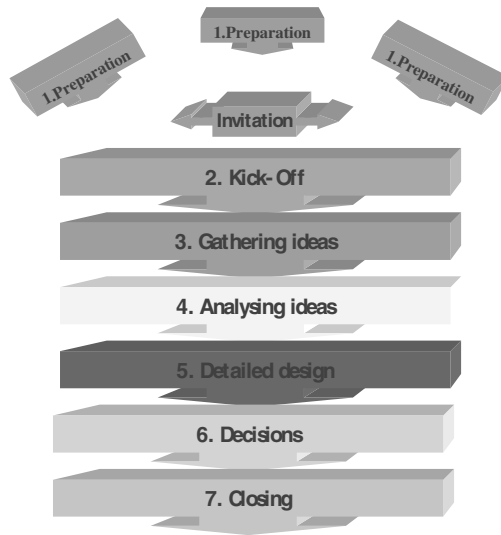 1.Preparation
1.Preparation
1.Preparation
Invitation
2. Kick-Off
3. Gathering ideas
4. Analysing ideas
5. Detailed design
6. Decisions
7. Closing